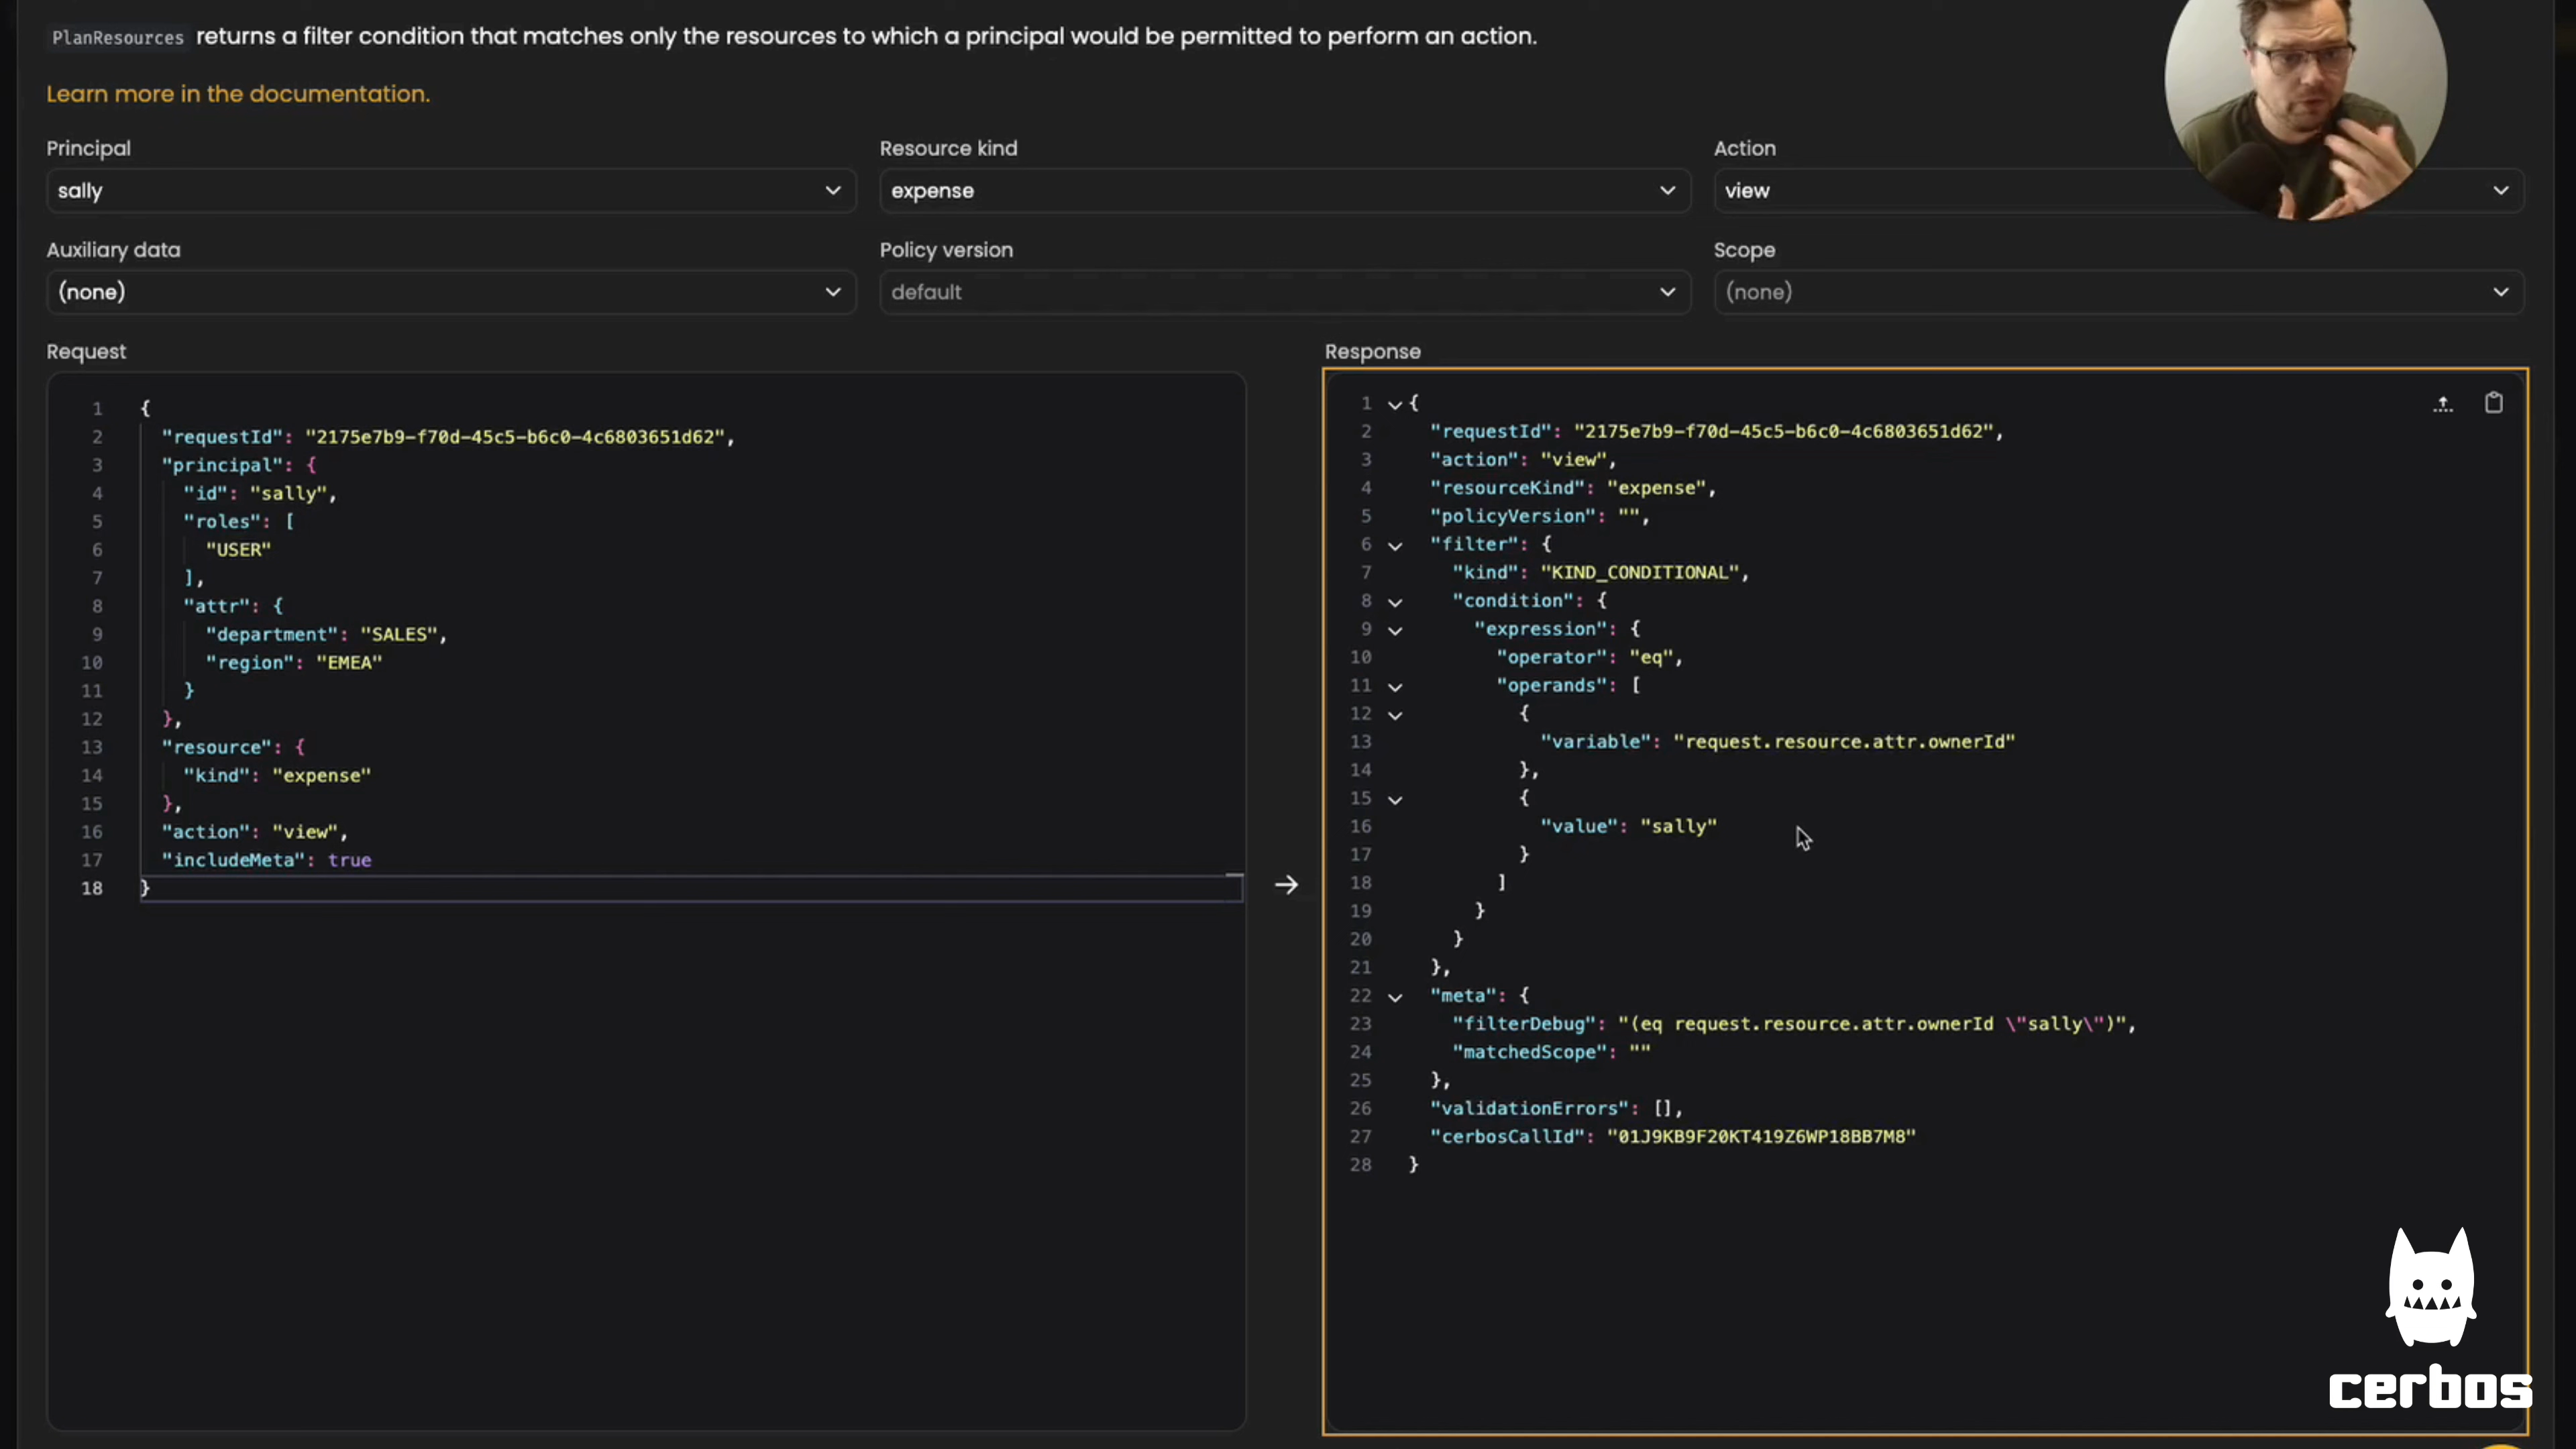 PlanResources returns a filter condition that matches only the resources to which a principal would be permitted to perform an action.
Learn more in the documentation.
Principal
sally
Resource kind
expense
Action
view
Auxiliary data
(none)
Policy version
default
Scope
(none)
Request
1 {
2 "requestId": "2175e7b9-f70d-45c5-b6c0-4c6803651d62",
3 "principal": {
4 "id": "sally",
5 "roles": [
6 "USER"
7 ],
8 "attr": {
9 "department": "SALES",
10 "region": "EMEA"
11 }
12 },
13 "resource": {
14 "kind": "expense"
15 },
16 "action": "view",
17 "includeMeta": true
18 }
Response
1 {
2 "requestId": "2175e7b9-f70d-45c5-b6c0-4c6803651d62",
3 "action": "view",
4 "resourceKind": "expense",
5 "policyVersion": "",
6 "filter": {
7 "kind": "KIND_CONDITIONAL",
8 "condition": {
9 "expression": {
10 "operator": "eq",
11 "operands": [
12 {
13 "variable": "request.resource.attr.ownerId"
14 },
15 {
16 "value": "sally"
17 }
18 ]
19 }
20 }
21 },
22 "meta": {
23 "filterDebug": "(eq request.resource.attr.ownerId \"sally\")",
24 "matchedScope": ""
25 },
26 "validationErrors": [],
27 "cerbosCallId": "01J9KB9F20KT419Z6WP18BB7M8"
28 }
cerbos